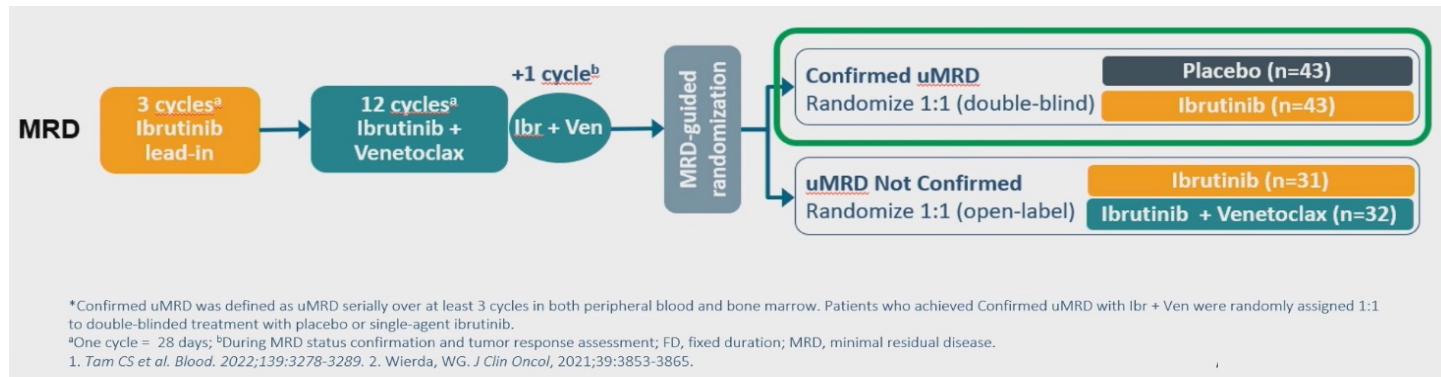 MRD
3 cyclesᵃ
Ibrutinib
lead-in
12 cyclesᵃ
Ibrutinib +
Venetoclax
+1 cycleᵇ
Ibr + Ven
MRD-guided
randomization
Confirmed uMRD
Randomize 1:1 (double-blind)
Placebo (n=43)
Ibrutinib (n=43)
uMRD Not Confirmed
Randomize 1:1 (open-label)
Ibrutinib (n=31)
Ibrutinib + Venetoclax (n=32)
*Confirmed uMRD was defined as uMRD serially over at least 3 cycles in both peripheral blood and bone marrow. Patients who achieved Confirmed uMRD with Ibr + Ven were randomly assigned 1:1
to double-blinded treatment with placebo or single-agent ibrutinib.
ᵃOne cycle = 28 days; ᵇDuring MRD status confirmation and tumor response assessment; FD, fixed duration; MRD, minimal residual disease.
1. Tam CS et al. Blood. 2022;139:3278-3289. 2. Wierda, WG. J Clin Oncol, 2021;39:3853-3865.